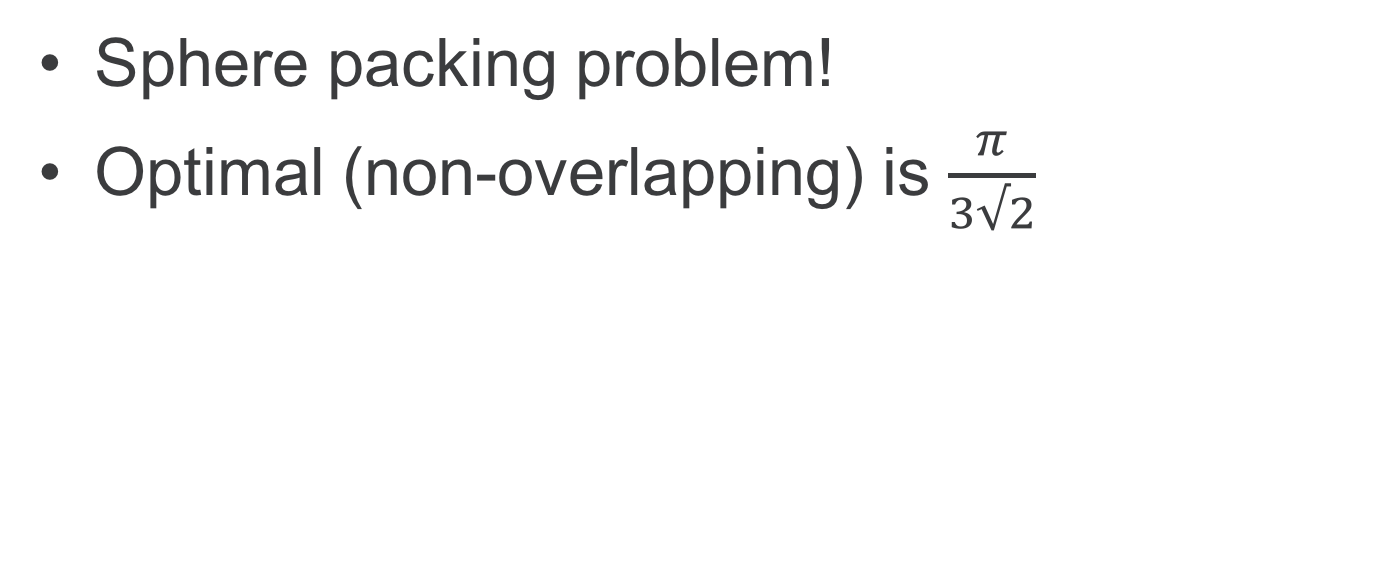 • Sphere packing problem!
• Optimal (non-overlapping) is π/(3√2)